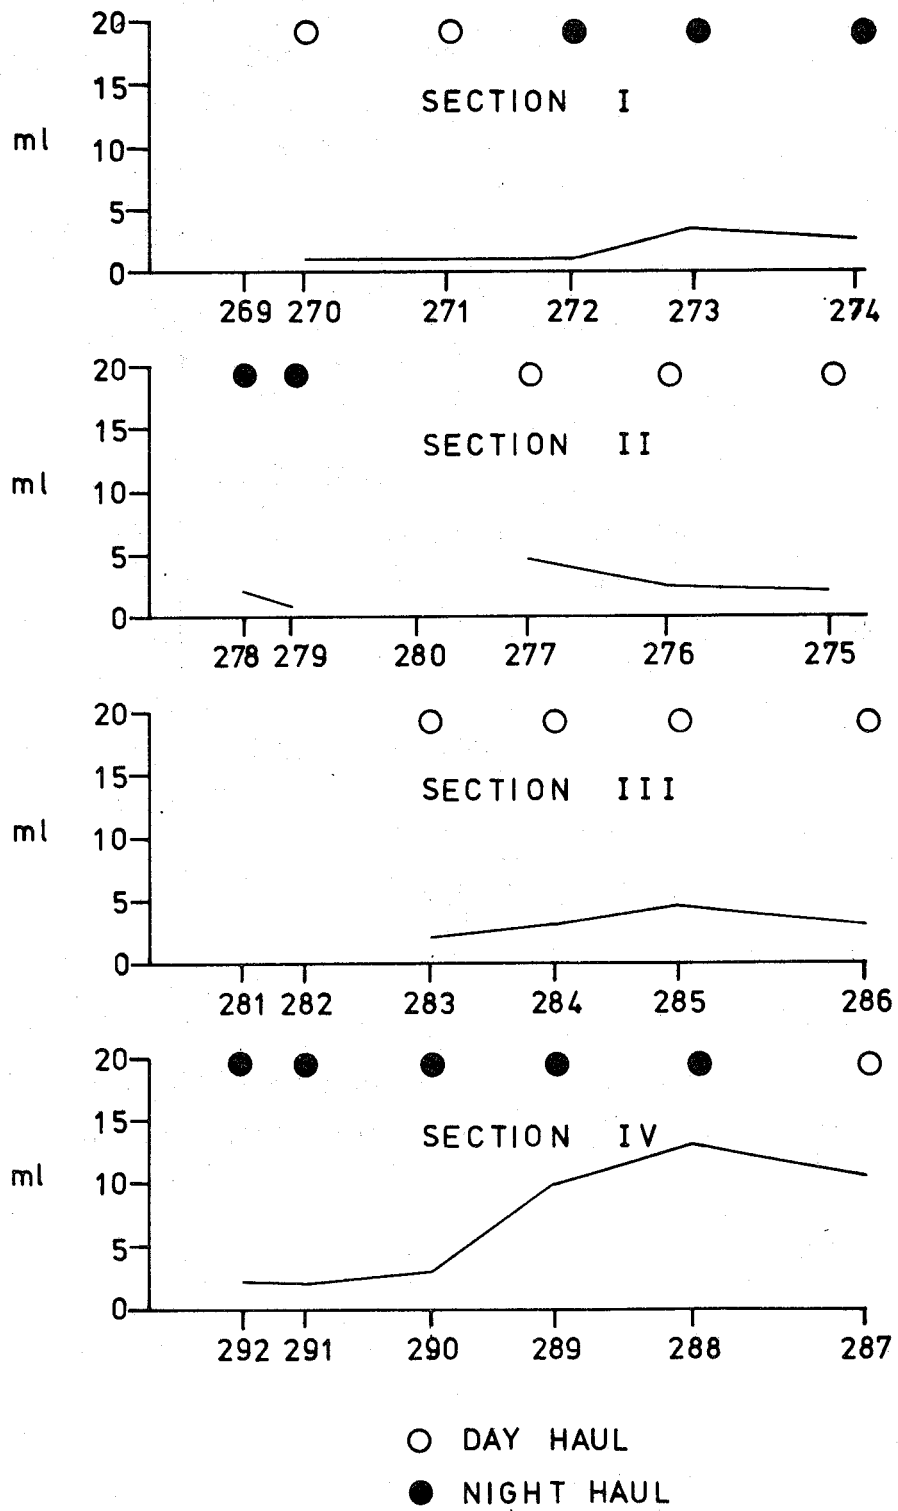 20
15
SECTION I
ml
10
5
0
269 270 271 272 273 274
20
15
SECTION II
ml
10
5
0
278 279 280 277 276 275
20
15
SECTION III
ml
10
5
0
281 282 283 284 285 286
20
15
SECTION IV
ml
10
5
0
292 291 290 289 288 287
DAY HAUL
NIGHT HAUL